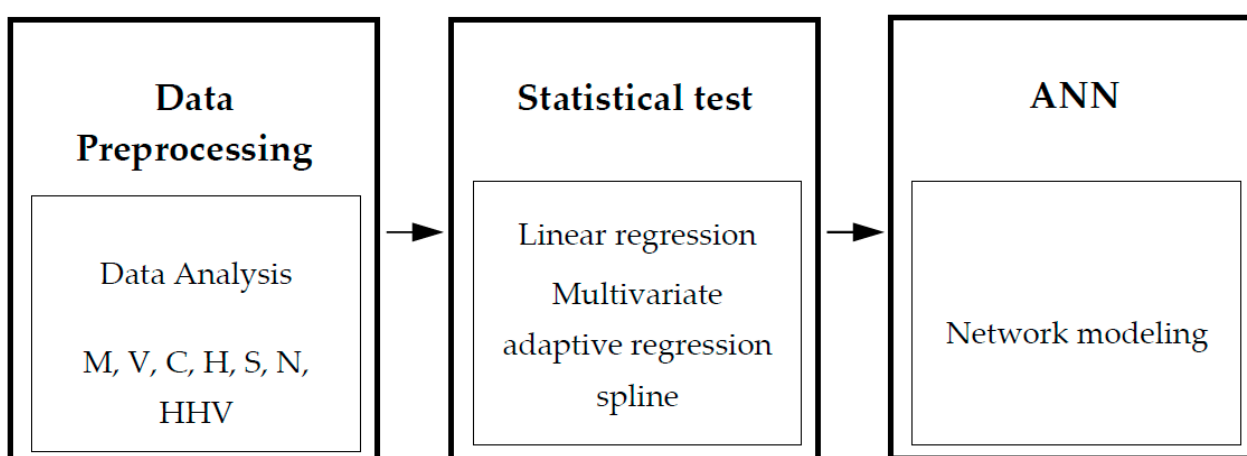 Data
Preprocessing
Data Analysis
M, V, C, H, S, N,
HHV
Statistical test
Linear regression
Multivariate
adaptive regression
spline
ANN
Network modeling